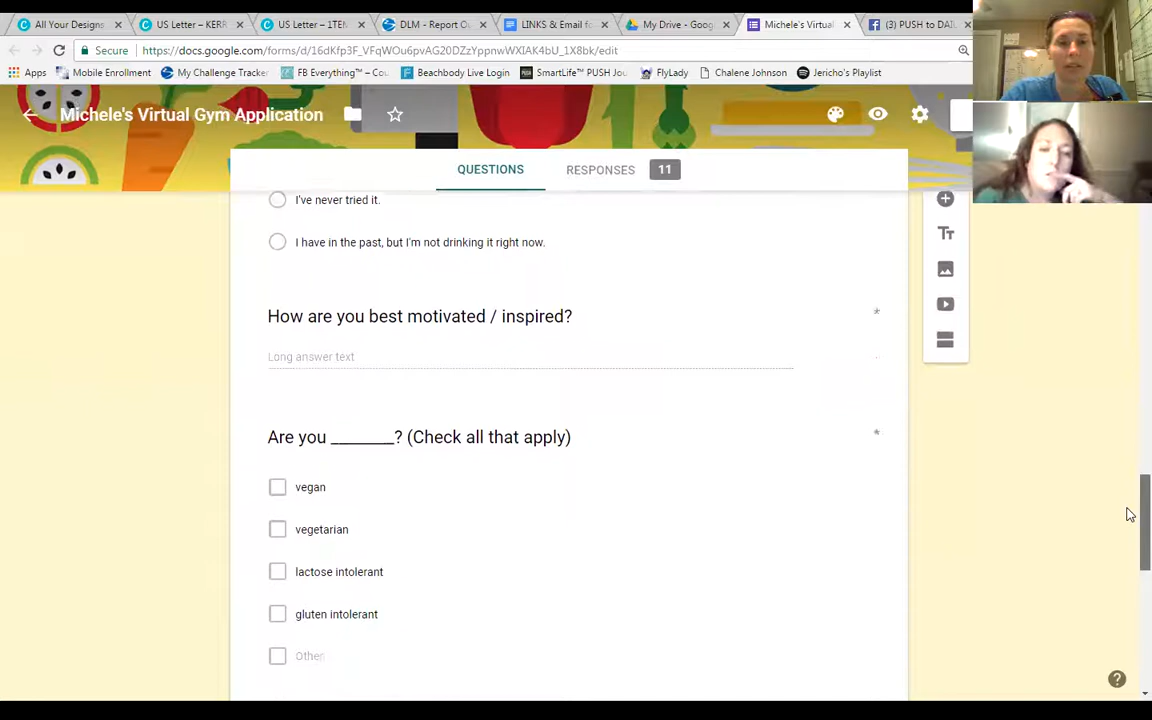 All Your Designs
US Letter – KERR
US Letter – 1TEN
DLM - Report Ou
LINKS & Email fo
My Drive - Goog
Michele's Virtual
(3) PUSH to DAIL
Secure
https://docs.google.com/forms/d/16dKfp3F_VFqWOu6pvAG20DZzYppnwWXIAK4bU_1X8bk/edit
Apps
Mobile Enrollment
My Challenge Tracker
FB Everything™ – Cou
Beachbody Live Login
SmartLife™ PUSH Jou
FlyLady
Chalene Johnson
Jericho's Playlist
Michele's Virtual Gym Application
QUESTIONS
RESPONSES 11
I've never tried it.
I have in the past, but I'm not drinking it right now.
How are you best motivated / inspired? *
Long answer text
Are you ________? (Check all that apply) *
vegan
vegetarian
lactose intolerant
gluten intolerant
Other